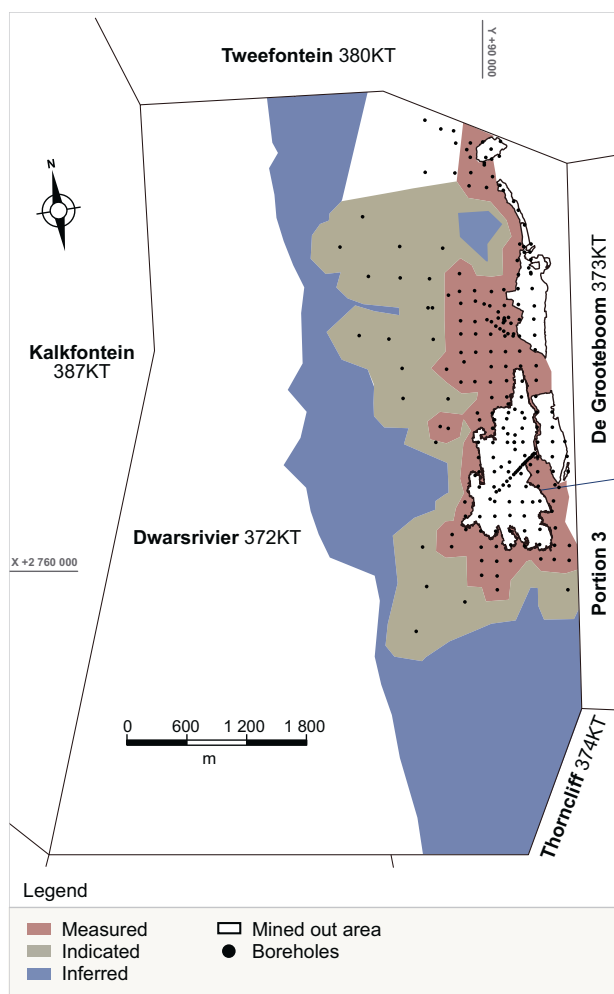 Tweefontein 380KT
Y +90 000
N
De Grooteboom 373KT
Kalkfontein
387KT
Dwarsrivier 372KT
X +2 760 000
Portion 3
0 600 1 200 1 800
m
Thorncliff 374KT
Legend
Measured
Mined out area
Indicated
Boreholes
Inferred